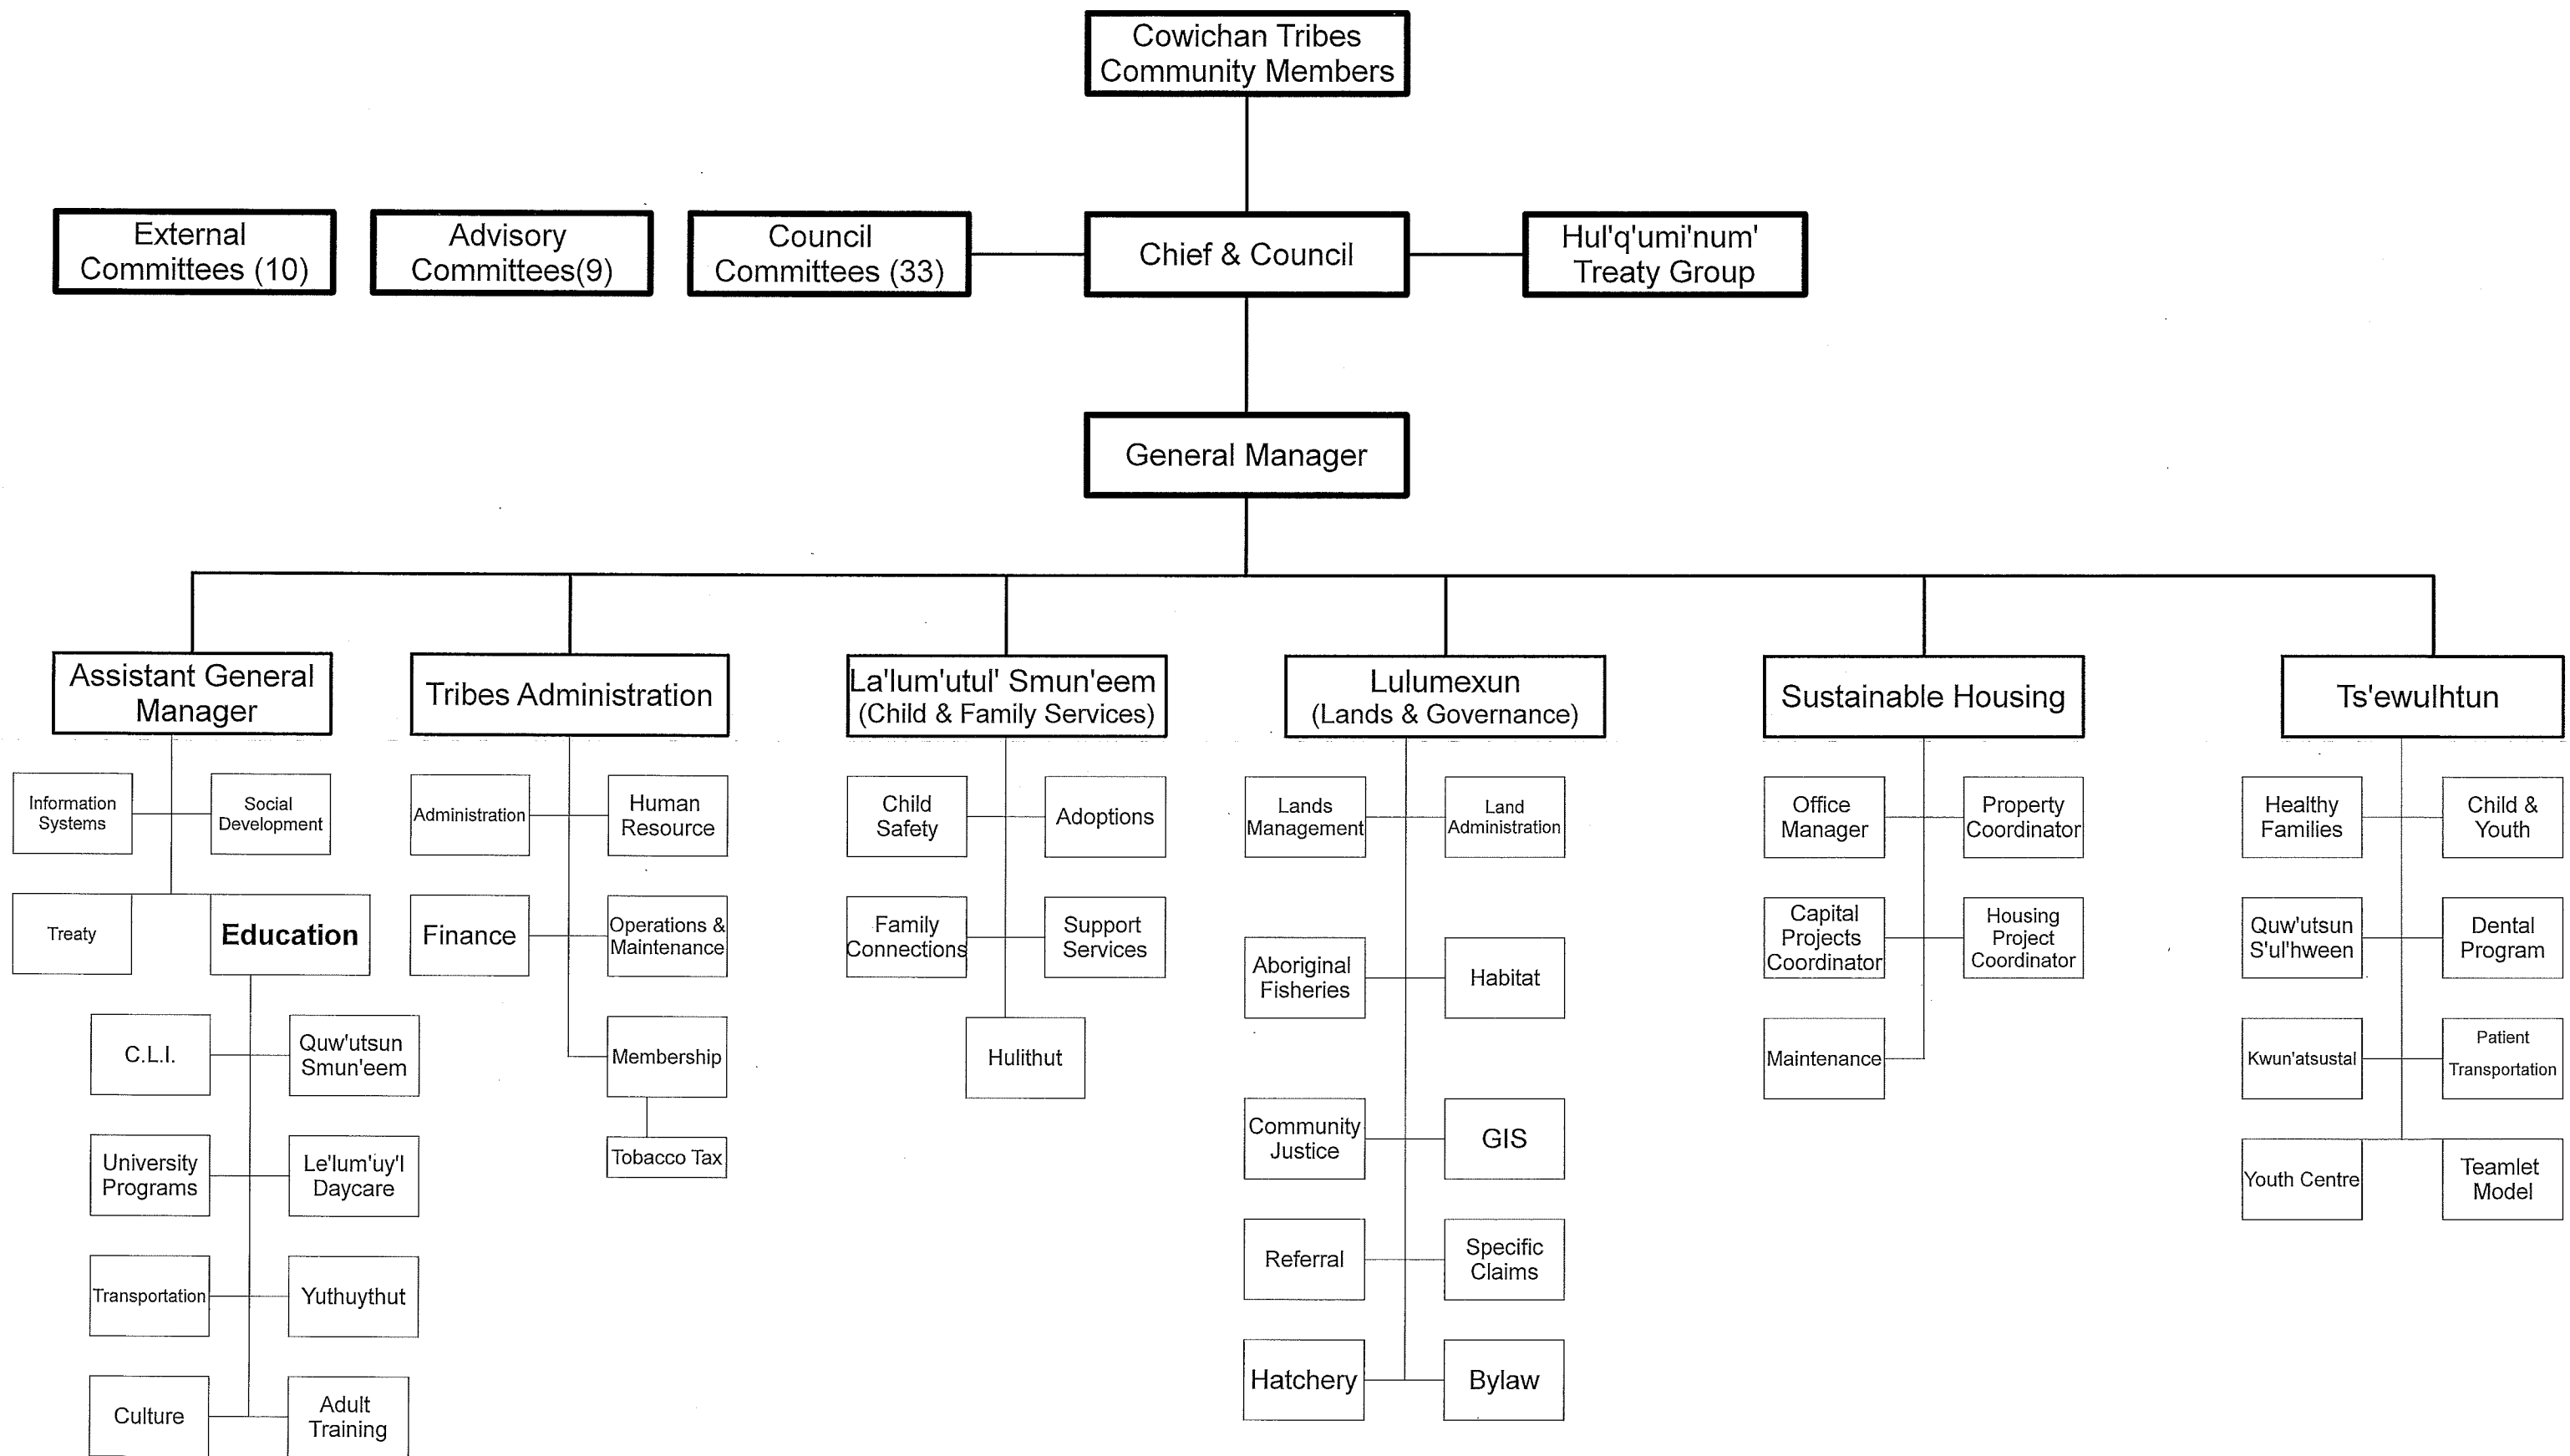 Cowichan Tribes
Community Members
External
Committees (10)
Advisory
Committees(9)
Council
Committees (33)
Chief & Council
Hul'q'umi'num'
Treaty Group
General Manager
Assistant General
Manager
Tribes Administration
La'lum'utul' Smun'eem
(Child & Family Services)
Lulumexun
(Lands & Governance)
Sustainable Housing
Ts'ewulhtun
Information
Systems
Social
Development
Treaty
Education
C.L.I.
Quw'utsun
Smun'eem
University
Programs
Le'lum'uy'l
Daycare
Transportation
Yuthuythut
Culture
Adult
Training
Administration
Human
Resource
Finance
Operations &
Maintenance
Membership
Tobacco Tax
Child
Safety
Adoptions
Family
Connections
Support
Services
Hulithut
Lands
Management
Land
Administration
Aboriginal
Fisheries
Habitat
Community
Justice
GIS
Referral
Specific
Claims
Hatchery
Bylaw
Office
Manager
Property
Coordinator
Capital
Projects
Coordinator
Housing
Project
Coordinator
Maintenance
Healthy
Families
Child &
Youth
Quw'utsun
S'ul'hween
Dental
Program
Kwun'atsustal
Patient
Transportation
Youth Centre
Teamlet
Model